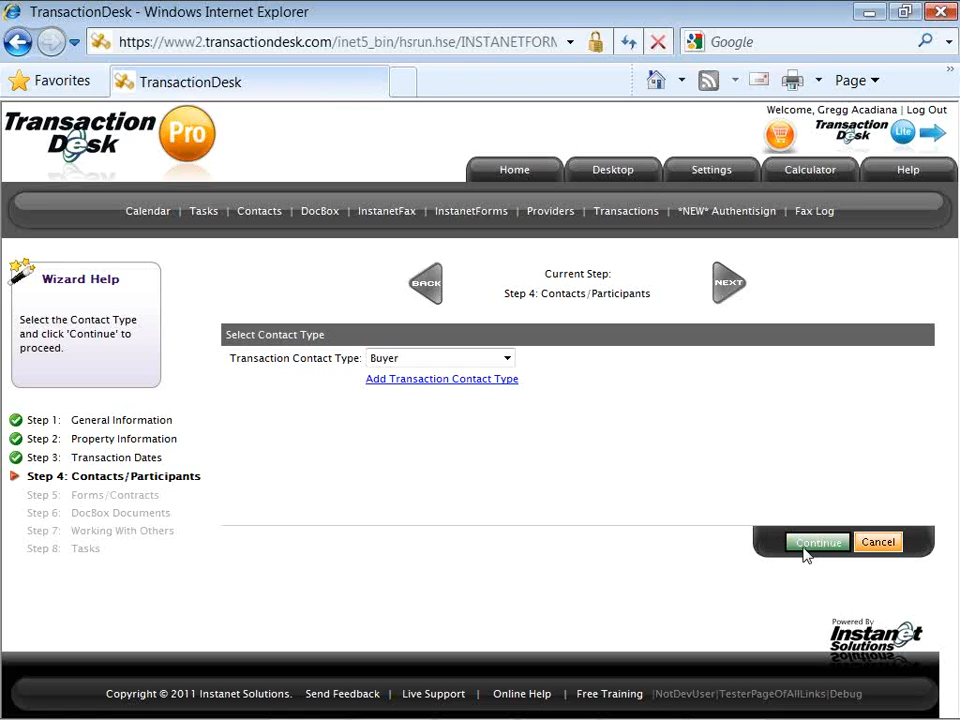 TransactionDesk - Windows Internet Explorer
https://www2.transactiondesk.com/inet5_bin/hsrun.hse/INSTANETFORM
Google
Favorites
TransactionDesk
Page
»
Transaction Desk Pro
Welcome, Gregg Acadiana | Log Out
Transaction Desk Lite
Home
Desktop
Settings
Calculator
Help
Calendar | Tasks | Contacts | DocBox | InstanetFax | InstanetForms | Providers | Transactions | *NEW* Authentisign | Fax Log
Wizard Help
Select the Contact Type
and click 'Continue' to
proceed.
BACK
Current Step:
Step 4: Contacts/Participants
NEXT
Select Contact Type
Transaction Contact Type: Buyer
Add Transaction Contact Type
Step 1: General Information
Step 2: Property Information
Step 3: Transaction Dates
Step 4: Contacts/Participants
Step 5: Forms/Contracts
Step 6: DocBox Documents
Step 7: Working With Others
Step 8: Tasks
Continue
Cancel
Powered By
Instanet
Solutions
Copyright © 2011 Instanet Solutions. Send Feedback | Live Support | Online Help | Free Training |NotDevUser|TesterPageOfAllLinks|Debug